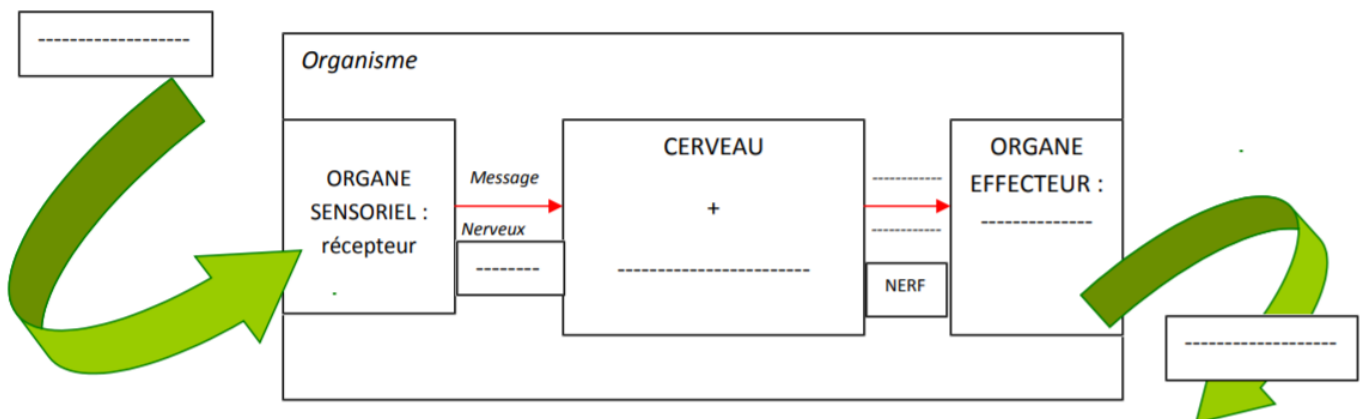 -------------------
Organisme
ORGANE
SENSORIEL :
récepteur
Message
Nerveux
--------
CERVEAU
+
------------------------
------------
------------
NERF
ORGANE
EFFECTEUR :
--------------
-------------------